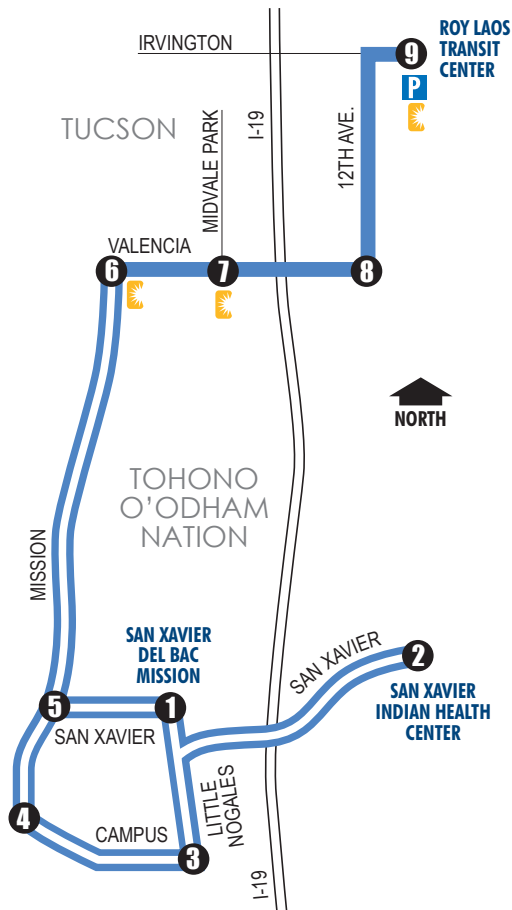 IRVINGTON
9
ROY LAOS
TRANSIT
CENTER
P
TUCSON
MIDVALE PARK
I-19
12TH AVE.
VALENCIA
6
7
8
NORTH
TOHONO
O'ODHAM
NATION
MISSION
SAN XAVIER
DEL BAC
MISSION
SAN XAVIER
2
SAN XAVIER
INDIAN HEALTH
CENTER
5
1
SAN XAVIER
LITTLE
NOGALES
4
CAMPUS
3
I-19